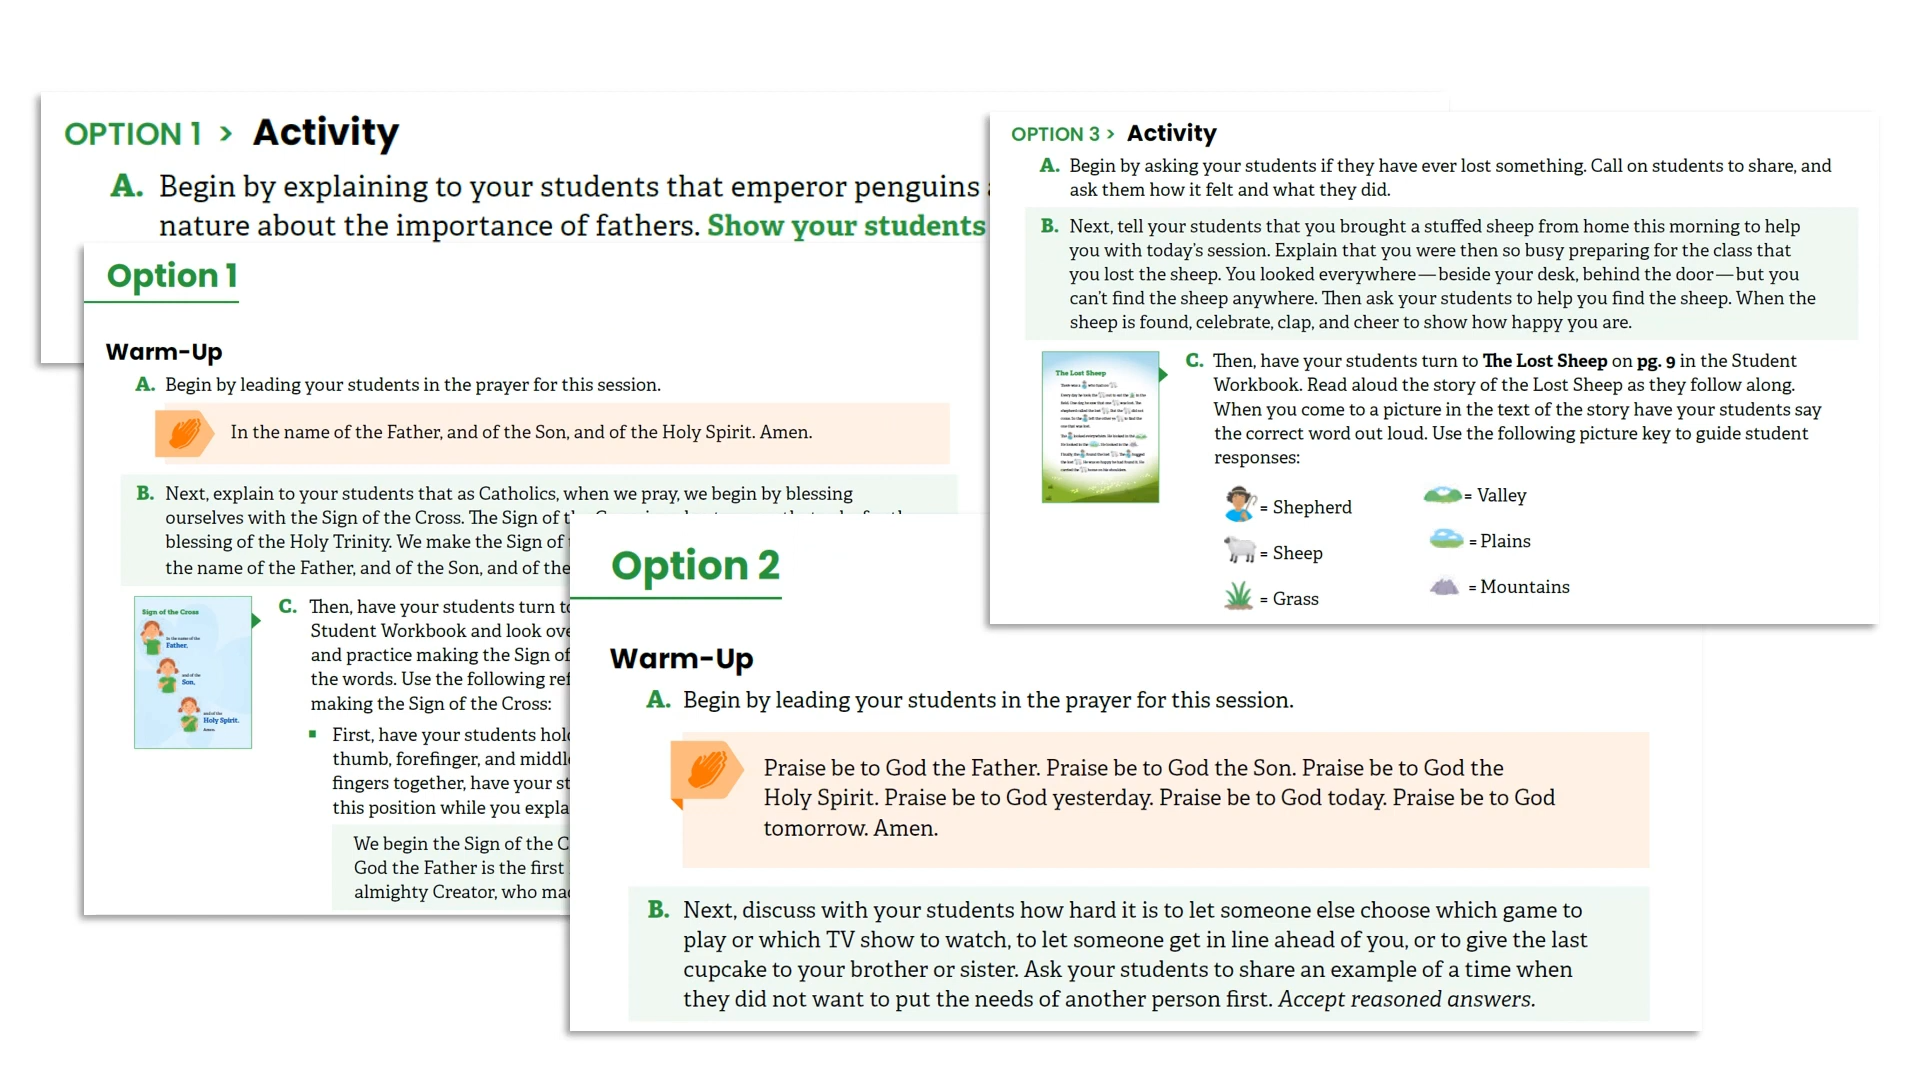 OPTION 1 > Activity
A. Begin by explaining to your students that emperor penguins
nature about the importance of fathers. Show your students
Option 1
Warm-Up
A. Begin by leading your students in the prayer for this session.
In the name of the Father, and of the Son, and of the Holy Spirit. Amen.
B. Next, explain to your students that as Catholics, when we pray, we begin by blessing
ourselves with the Sign of the Cross. The Sign of
blessing of the Holy Trinity. We make the Sign of
the name of the Father, and of the Son, and of the
Sign of the Cross
In the name of the
Father,
and of the
Son,
and of the
Holy Spirit.
Amen.
C. Then, have your students turn to
Student Workbook and look ove
and practice making the Sign of
the words. Use the following ref
making the Sign of the Cross:
▪ First, have your students hold
thumb, forefinger, and middle
fingers together, have your st
this position while you expla
We begin the Sign of the C
God the Father is the first
almighty Creator, who mad
Option 2
Warm-Up
A. Begin by leading your students in the prayer for this session.
Praise be to God the Father. Praise be to God the Son. Praise be to God the
Holy Spirit. Praise be to God yesterday. Praise be to God today. Praise be to God
tomorrow. Amen.
B. Next, discuss with your students how hard it is to let someone else choose which game to
play or which TV show to watch, to let someone get in line ahead of you, or to give the last
cupcake to your brother or sister. Ask your students to share an example of a time when
they did not want to put the needs of another person first. Accept reasoned answers.
OPTION 3 > Activity
A. Begin by asking your students if they have ever lost something. Call on students to share, and
ask them how it felt and what they did.
B. Next, tell your students that you brought a stuffed sheep from home this morning to help
you with today's session. Explain that you were then so busy preparing for the class that
you lost the sheep. You looked everywhere—beside your desk, behind the door—but you
can't find the sheep anywhere. Then ask your students to help you find the sheep. When the
sheep is found, celebrate, clap, and cheer to show how happy you are.
The Lost Sheep
C. Then, have your students turn to The Lost Sheep on pg. 9 in the Student
Workbook. Read aloud the story of the Lost Sheep as they follow along.
When you come to a picture in the text of the story have your students say
the correct word out loud. Use the following picture key to guide student
responses:
= Shepherd
= Sheep
= Grass
= Valley
= Plains
= Mountains